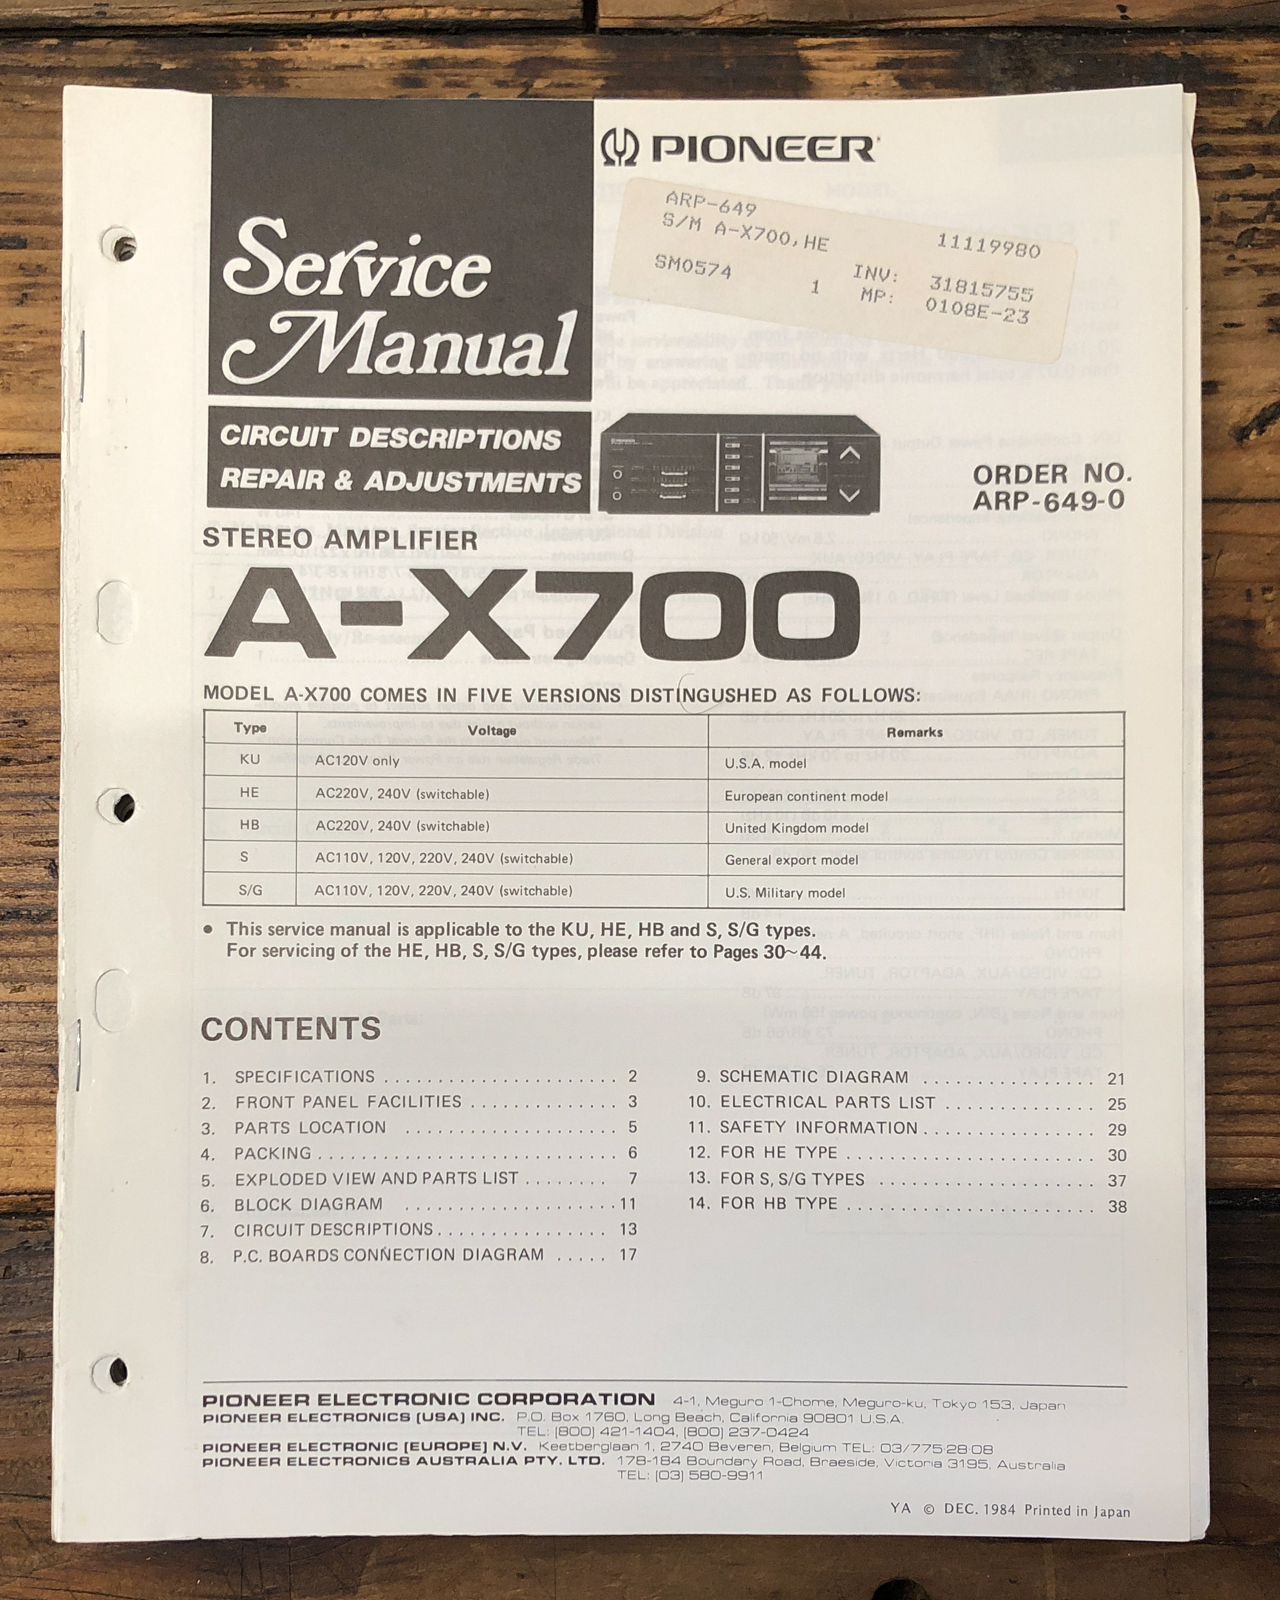 PIONEER
ARP-649
S/M A-X700,HE 11119980
SM0574 1 INV: 31815755
MP: 0108E-23
Service
Manual
CIRCUIT DESCRIPTIONS
REPAIR & ADJUSTMENTS
ORDER NO.
ARP-649-0
STEREO AMPLIFIER
A-X700
MODEL A-X700 COMES IN FIVE VERSIONS DISTINGUSHED AS FOLLOWS:
Type Voltage Remarks
KU AC120V only U.S.A. model
HE AC220V, 240V (switchable) European continent model
HB AC220V, 240V (switchable) United Kingdom model
S AC110V, 120V, 220V, 240V (switchable) General export model
S/G AC110V, 120V, 220V, 240V (switchable) U.S. Military model
● This service manual is applicable to the KU, HE, HB and S, S/G types.
For servicing of the HE, HB, S, S/G types, please refer to Pages 30~44.
CONTENTS
1. SPECIFICATIONS . . . . . . . . . . . . . . . . . . . . . . 2
2. FRONT PANEL FACILITIES . . . . . . . . . . . . . . 3
3. PARTS LOCATION . . . . . . . . . . . . . . . . . . . . 5
4. PACKING . . . . . . . . . . . . . . . . . . . . . . . . . . . . 6
5. EXPLODED VIEW AND PARTS LIST . . . . . . . . 7
6. BLOCK DIAGRAM . . . . . . . . . . . . . . . . . . . . 11
7. CIRCUIT DESCRIPTIONS . . . . . . . . . . . . . . . . 13
8. P.C. BOARDS CONNECTION DIAGRAM . . . . . 17
9. SCHEMATIC DIAGRAM . . . . . . . . . . . . . . . . 21
10. ELECTRICAL PARTS LIST . . . . . . . . . . . . . . 25
11. SAFETY INFORMATION . . . . . . . . . . . . . . . . 29
12. FOR HE TYPE . . . . . . . . . . . . . . . . . . . . . . . 30
13. FOR S, S/G TYPES . . . . . . . . . . . . . . . . . . . . 37
14. FOR HB TYPE . . . . . . . . . . . . . . . . . . . . . . . 38
PIONEER ELECTRONIC CORPORATION 4-1, Meguro 1-Chome, Meguro-ku, Tokyo 153, Japan
PIONEER ELECTRONICS [USA] INC. P.O. Box 1760, Long Beach, California 90801 U.S.A.
TEL: [800] 421-1404, [800] 237-0424
PIONEER ELECTRONIC [EUROPE] N.V. Keetberglaan 1, 2740 Beveren, Belgium TEL: 03/775·28·08
PIONEER ELECTRONICS AUSTRALIA PTY. LTD. 178-184 Boundary Road, Braeside, Victoria 3195, Australia
TEL: [03] 580-9911
YA © DEC. 1984 Printed in Japan